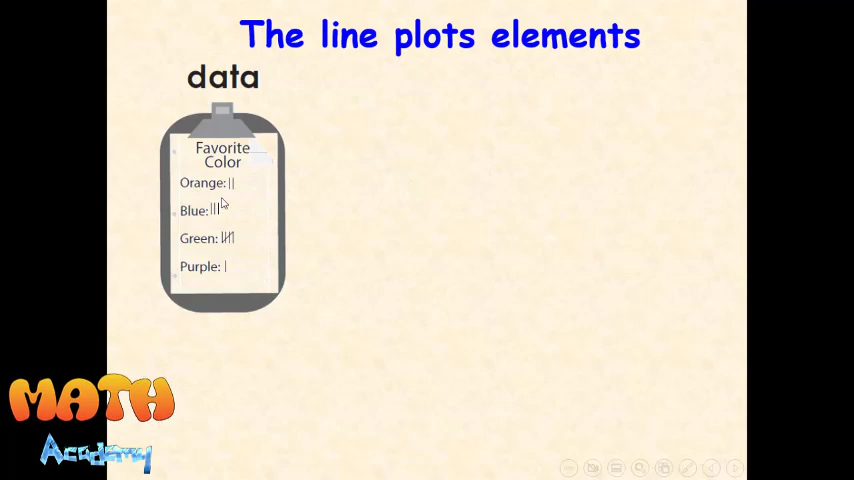 The line plots elements
data
Favorite
Color
Orange: ||
Blue: |||
Green: 𝍸
Purple: |
MATH
Academy